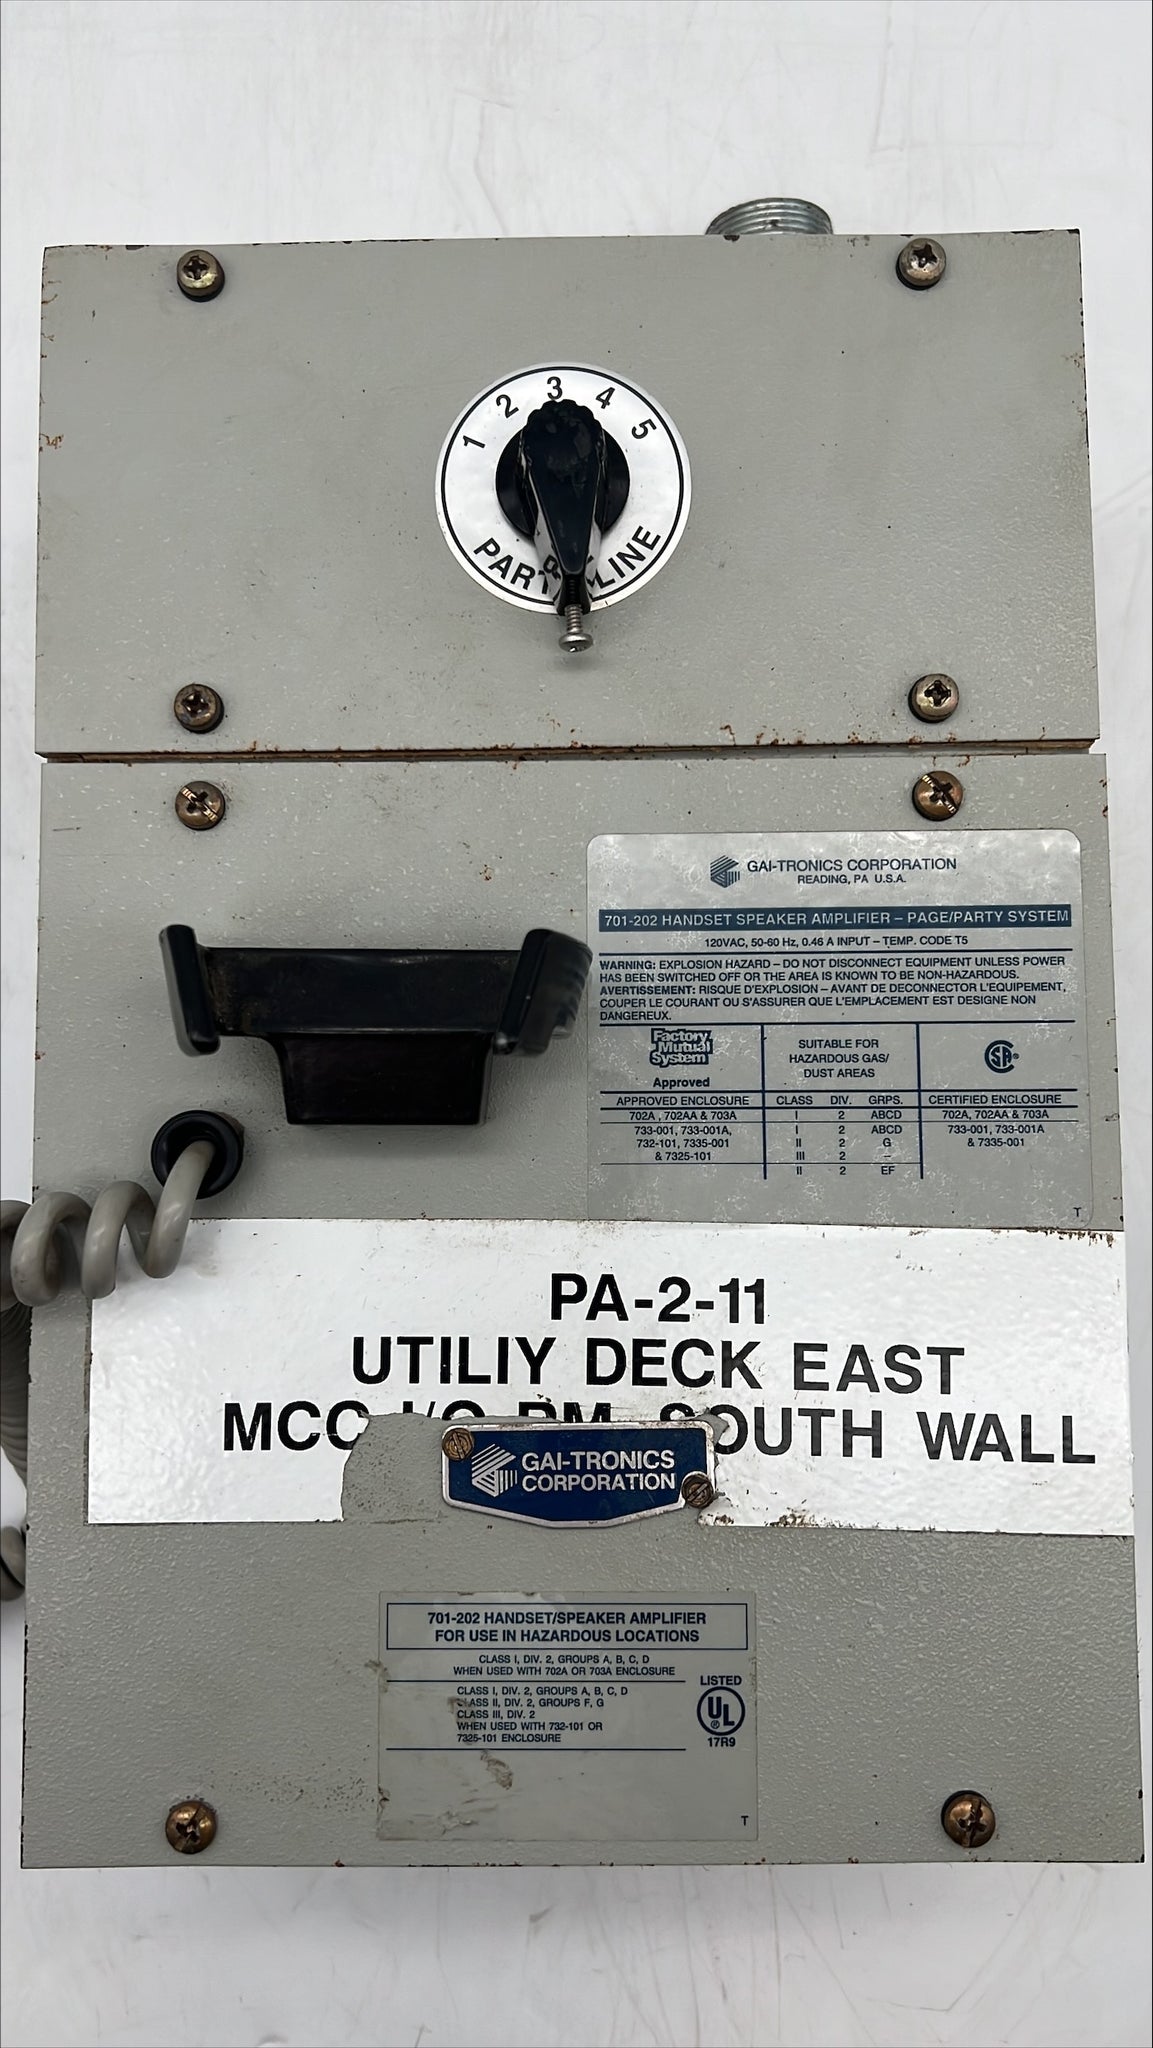 1 2 3 4 5
PARTY LINE
GAI-TRONICS CORPORATION
READING, PA U.S.A.
701-202 HANDSET SPEAKER AMPLIFIER – PAGE/PARTY SYSTEM
120VAC, 50-60 Hz, 0.46 A INPUT – TEMP. CODE T5
WARNING: EXPLOSION HAZARD – DO NOT DISCONNECT EQUIPMENT UNLESS POWER
HAS BEEN SWITCHED OFF OR THE AREA IS KNOWN TO BE NON-HAZARDOUS.
AVERTISSEMENT: RISQUE D'EXPLOSION – AVANT DE DECONNECTOR L'EQUIPEMENT,
COUPER LE COURANT OU S'ASSURER QUE L'EMPLACEMENT EST DESIGNE NON
DANGEREUX.
Factory
Mutual
System
Approved
SUITABLE FOR
HAZARDOUS GAS/
DUST AREAS
SA
APPROVED ENCLOSURE CLASS DIV. GRPS. CERTIFIED ENCLOSURE
702A , 702AA & 703A I 2 ABCD 702A, 702AA & 703A
733-001, 733-001A, I 2 ABCD 733-001, 733-001A
732-101, 7335-001 II 2 G & 7335-001
& 7325-101 III 2 –
II 2 EF
T
PA-2-11
UTILIY DECK EAST
MCC I/O RM. SOUTH WALL
GAI-TRONICS
CORPORATION
701-202 HANDSET/SPEAKER AMPLIFIER
FOR USE IN HAZARDOUS LOCATIONS
CLASS I, DIV. 2, GROUPS A, B, C, D
WHEN USED WITH 702A OR 703A ENCLOSURE
CLASS I, DIV. 2, GROUPS A, B, C, D
CLASS II, DIV. 2, GROUPS F, G
CLASS III, DIV. 2
WHEN USED WITH 732-101 OR
7325-101 ENCLOSURE
LISTED
UL
17R9
T